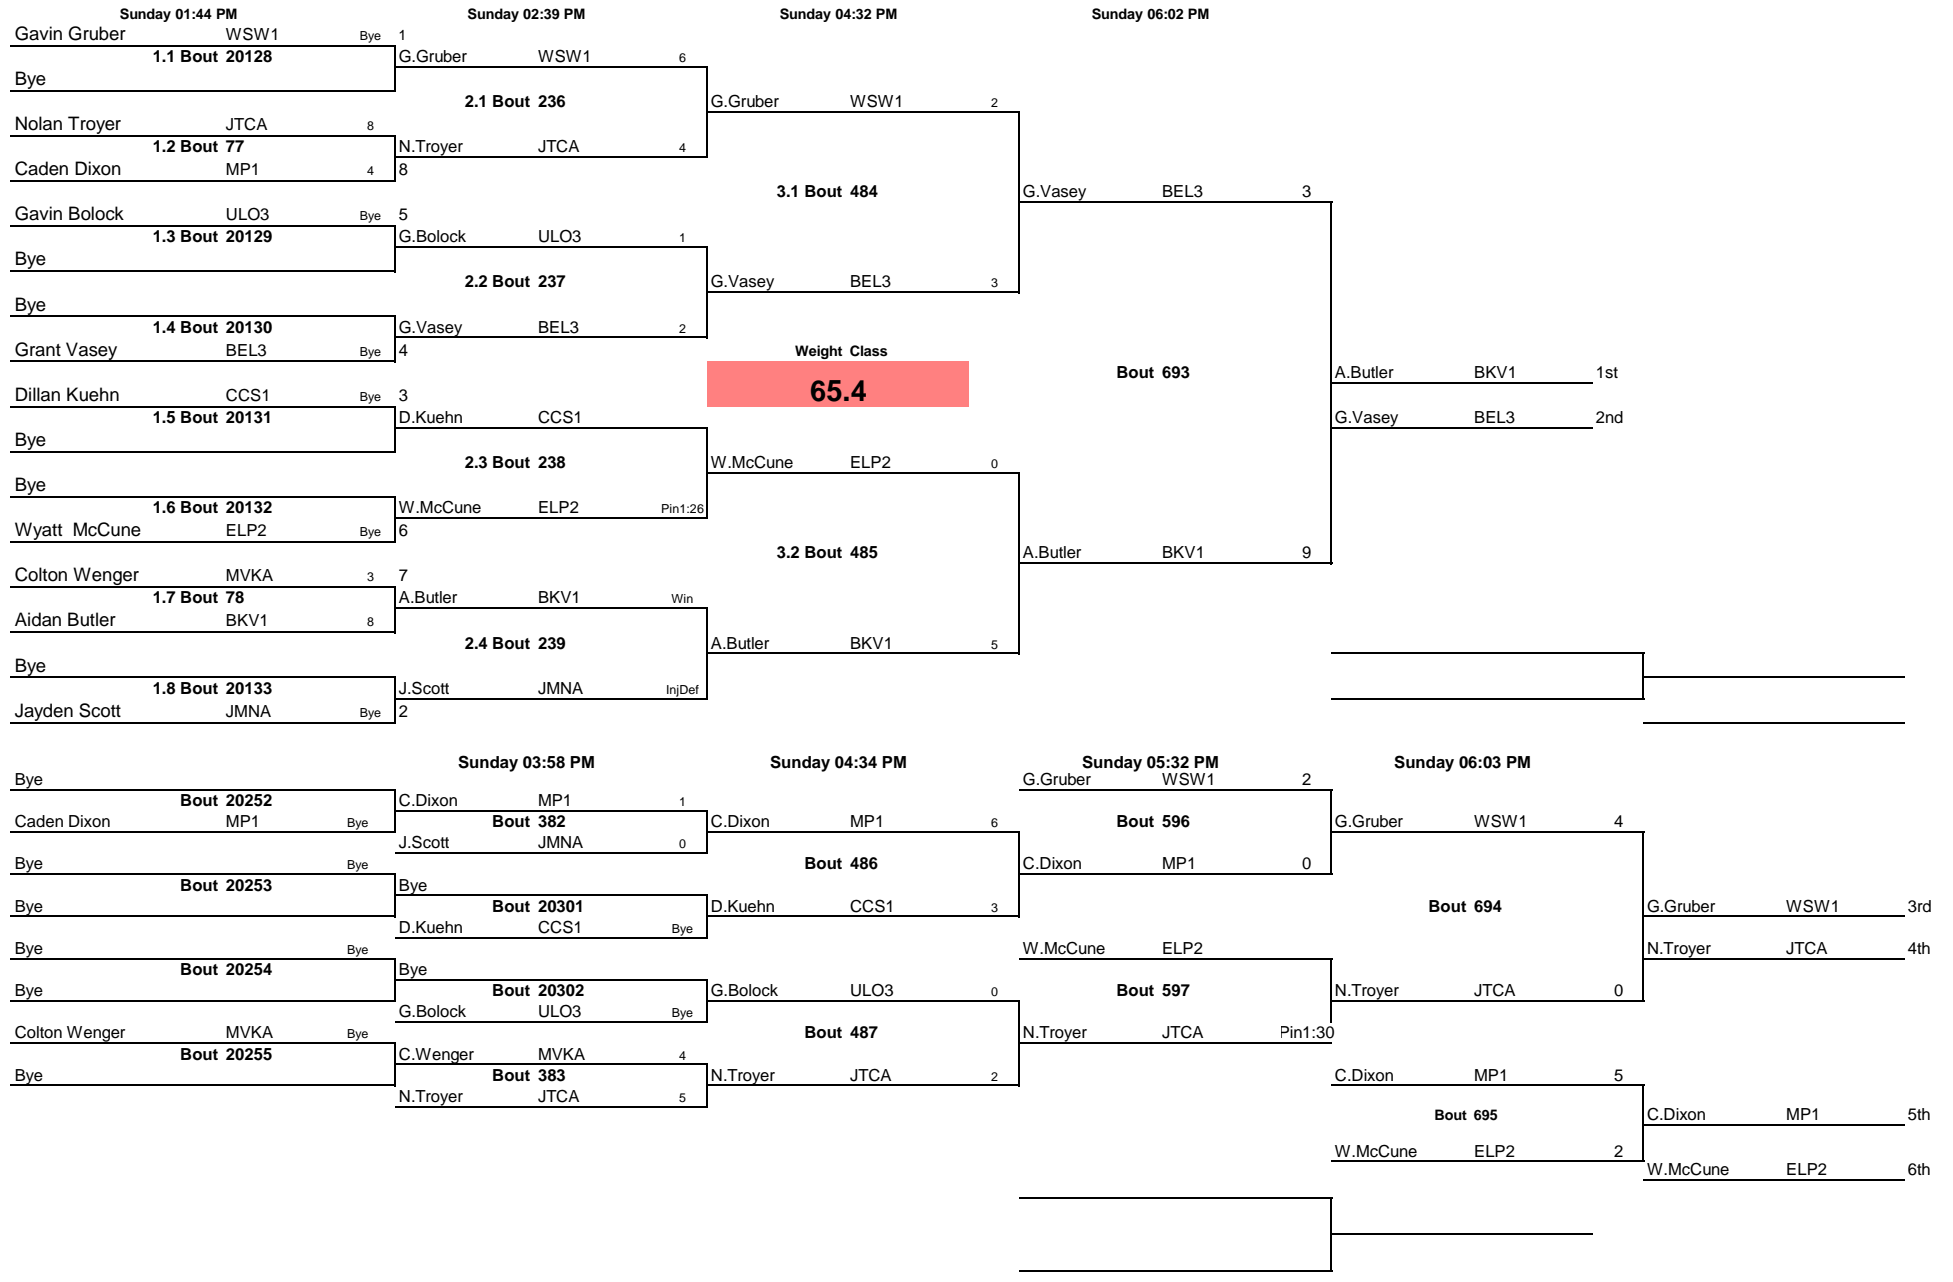 Sunday 01:44 PM Sunday 02:39 PM Sunday 04:32 PM Sunday 06:02 PM
Gavin Gruber WSW1 Bye 1
1.1 Bout 20128 G.Gruber WSW1 6
Bye
2.1 Bout 236 G.Gruber WSW1 2
Nolan Troyer JTCA 8
1.2 Bout 77 N.Troyer JTCA 4
Caden Dixon MP1 4 8
3.1 Bout 484 G.Vasey BEL3 3
Gavin Bolock ULO3 Bye 5
1.3 Bout 20129 G.Bolock ULO3 1
Bye
2.2 Bout 237 G.Vasey BEL3 3
Bye
1.4 Bout 20130 G.Vasey BEL3 2
Grant Vasey BEL3 Bye 4 Weight Class
Bout 693 A.Butler BKV1 1st
Dillan Kuehn CCS1 Bye 3 65.4
1.5 Bout 20131 D.Kuehn CCS1 G.Vasey BEL3 2nd
Bye
2.3 Bout 238 W.McCune ELP2 0
Bye
1.6 Bout 20132 W.McCune ELP2 Pin1:26
Wyatt McCune ELP2 Bye 6
3.2 Bout 485 A.Butler BKV1 9
Colton Wenger MVKA 3 7
1.7 Bout 78 A.Butler BKV1 Win
Aidan Butler BKV1 8
2.4 Bout 239 A.Butler BKV1 5
Bye
1.8 Bout 20133 J.Scott JMNA InjDef
Jayden Scott JMNA Bye 2
Sunday 03:58 PM Sunday 04:34 PM Sunday 05:32 PM Sunday 06:03 PM
Bye G.Gruber WSW1 2
Bout 20252 C.Dixon MP1 1
Caden Dixon MP1 Bye Bout 382 C.Dixon MP1 6 Bout 596 G.Gruber WSW1 4
J.Scott JMNA 0
Bye Bye Bout 486 C.Dixon MP1 0
Bout 20253 Bye
Bye Bout 20301 D.Kuehn CCS1 3 Bout 694 G.Gruber WSW1 3rd
D.Kuehn CCS1 Bye
Bye Bye W.McCune ELP2 N.Troyer JTCA 4th
Bout 20254 Bye
Bye Bout 20302 G.Bolock ULO3 0 Bout 597 N.Troyer JTCA 0
G.Bolock ULO3 Bye
Colton Wenger MVKA Bye Bout 487 N.Troyer JTCA Pin1:30
Bout 20255 C.Wenger MVKA 4
Bye Bout 383 N.Troyer JTCA 2 C.Dixon MP1 5
N.Troyer JTCA 5
Bout 695 C.Dixon MP1 5th
W.McCune ELP2 2
W.McCune ELP2 6th